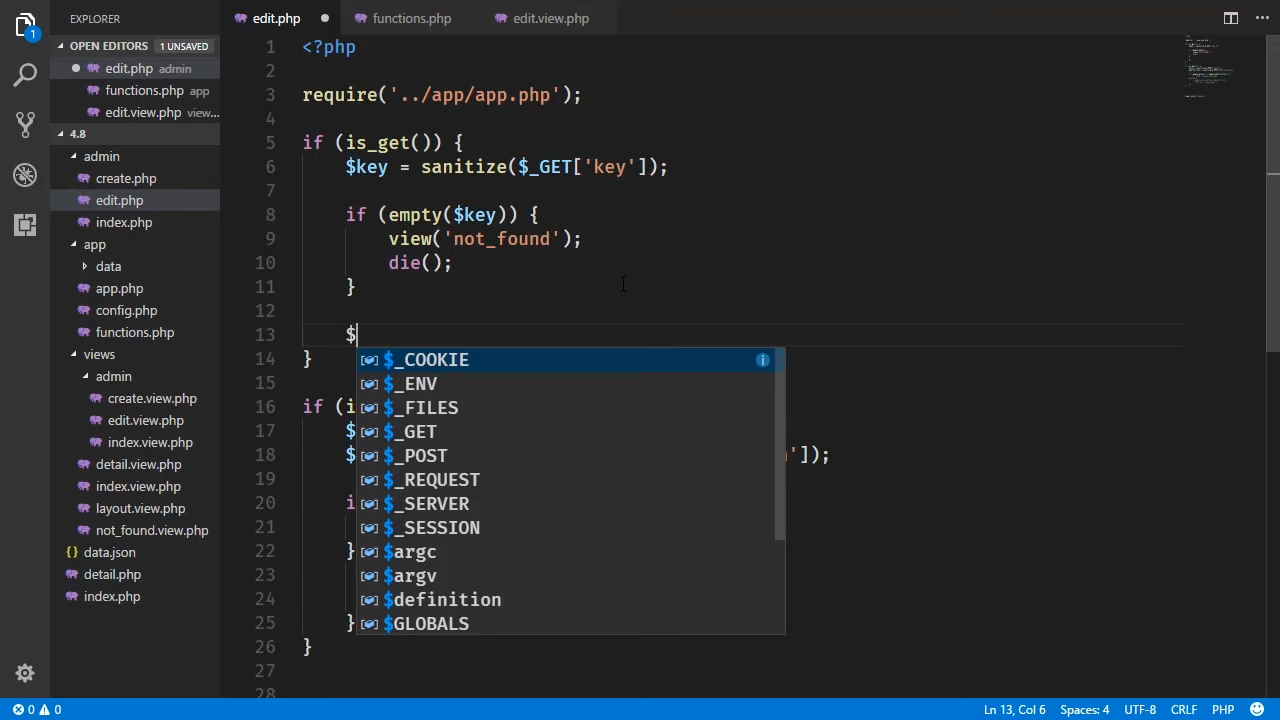 EXPLORER
OPEN EDITORS 1 UNSAVED
edit.php admin
functions.php app
edit.view.php view...
4.8
admin
create.php
edit.php
index.php
app
data
app.php
config.php
functions.php
views
admin
create.view.php
edit.view.php
index.view.php
detail.view.php
index.view.php
layout.view.php
not_found.view.php
data.json
detail.php
index.php
1
edit.php functions.php edit.view.php
1 <?php
2
3 require('../app/app.php');
4
5 if (is_get()) {
6 $key = sanitize($_GET['key']);
7
8 if (empty($key)) {
9 view('not_found');
10 die();
11 }
12
13 $
14 }
15
16 if (i
17 $
18 $ ']);
19
20 i
21
22 }
23
24
25 }
26 }
27
28
$_COOKIE
$_ENV
$_FILES
$_GET
$_POST
$_REQUEST
$_SERVER
$_SESSION
$argc
$argv
$definition
$GLOBALS
0 0 Ln 13, Col 6 Spaces: 4 UTF-8 CRLF PHP